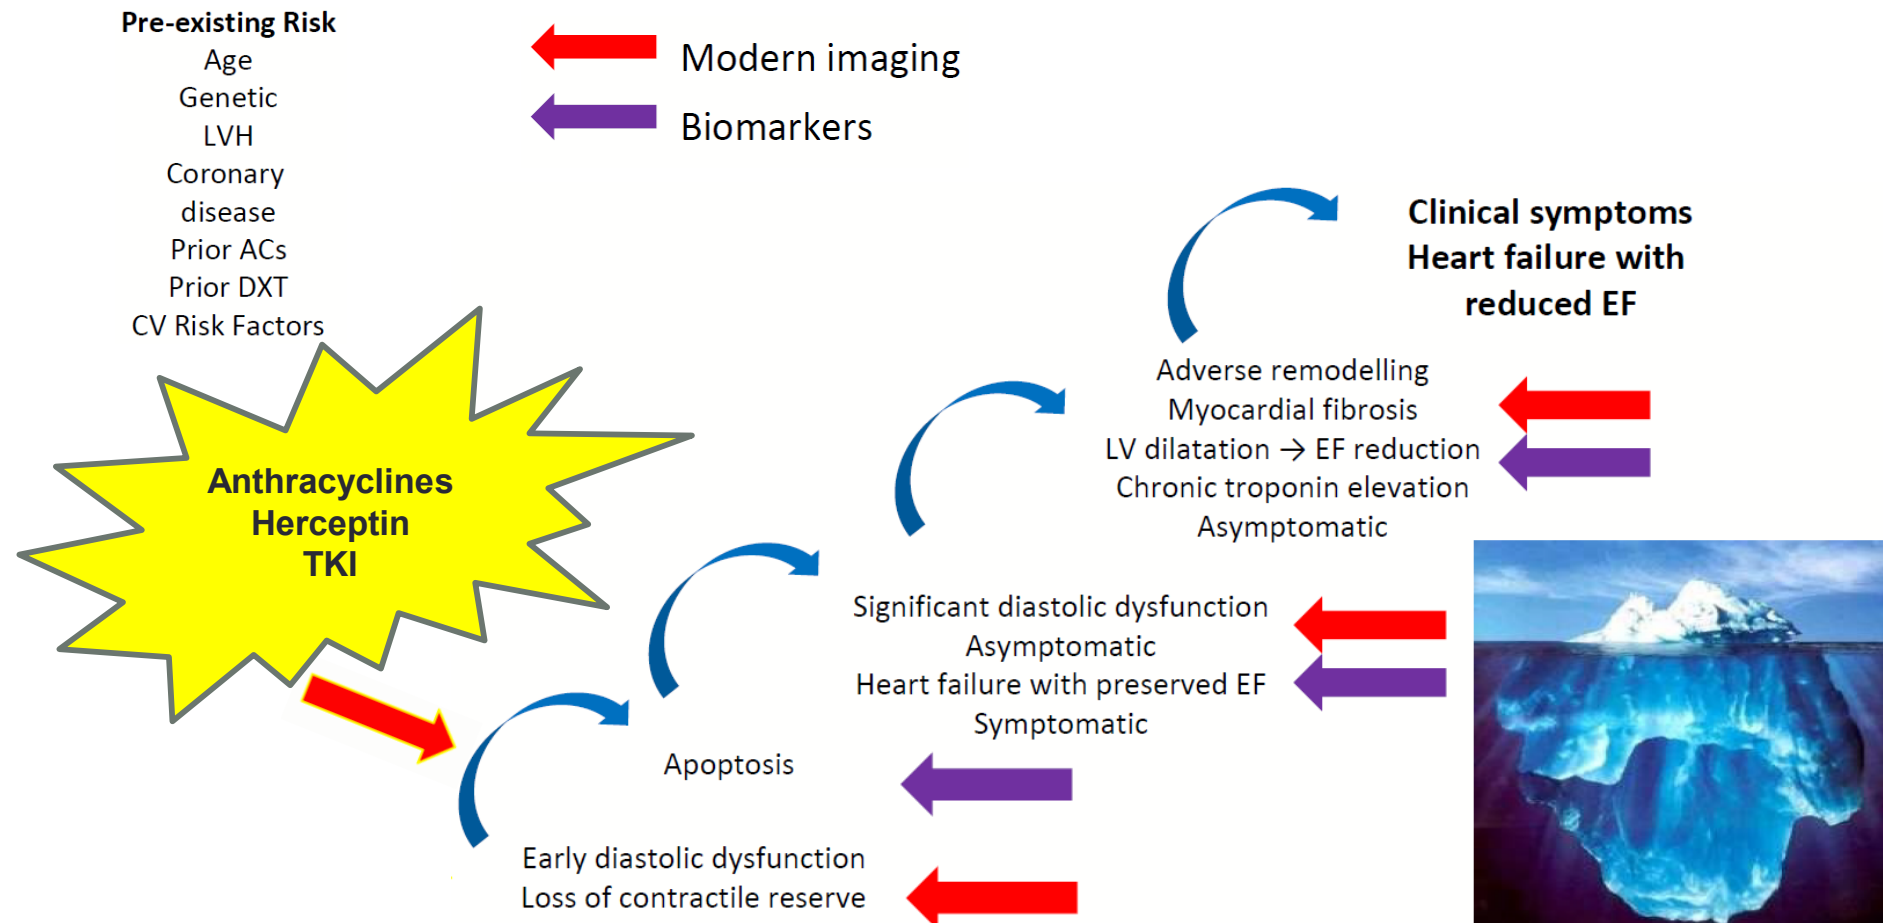 Pre-existing Risk
Age
Genetic
LVH
Coronary
disease
Prior ACs
Prior DXT
CV Risk Factors
Modern imaging
Biomarkers
Anthracyclines
Herceptin
TKI
Clinical symptoms
Heart failure with
reduced EF
Adverse remodelling
Myocardial fibrosis
LV dilatation → EF reduction
Chronic troponin elevation
Asymptomatic
Significant diastolic dysfunction
Asymptomatic
Heart failure with preserved EF
Symptomatic
Apoptosis
Early diastolic dysfunction
Loss of contractile reserve